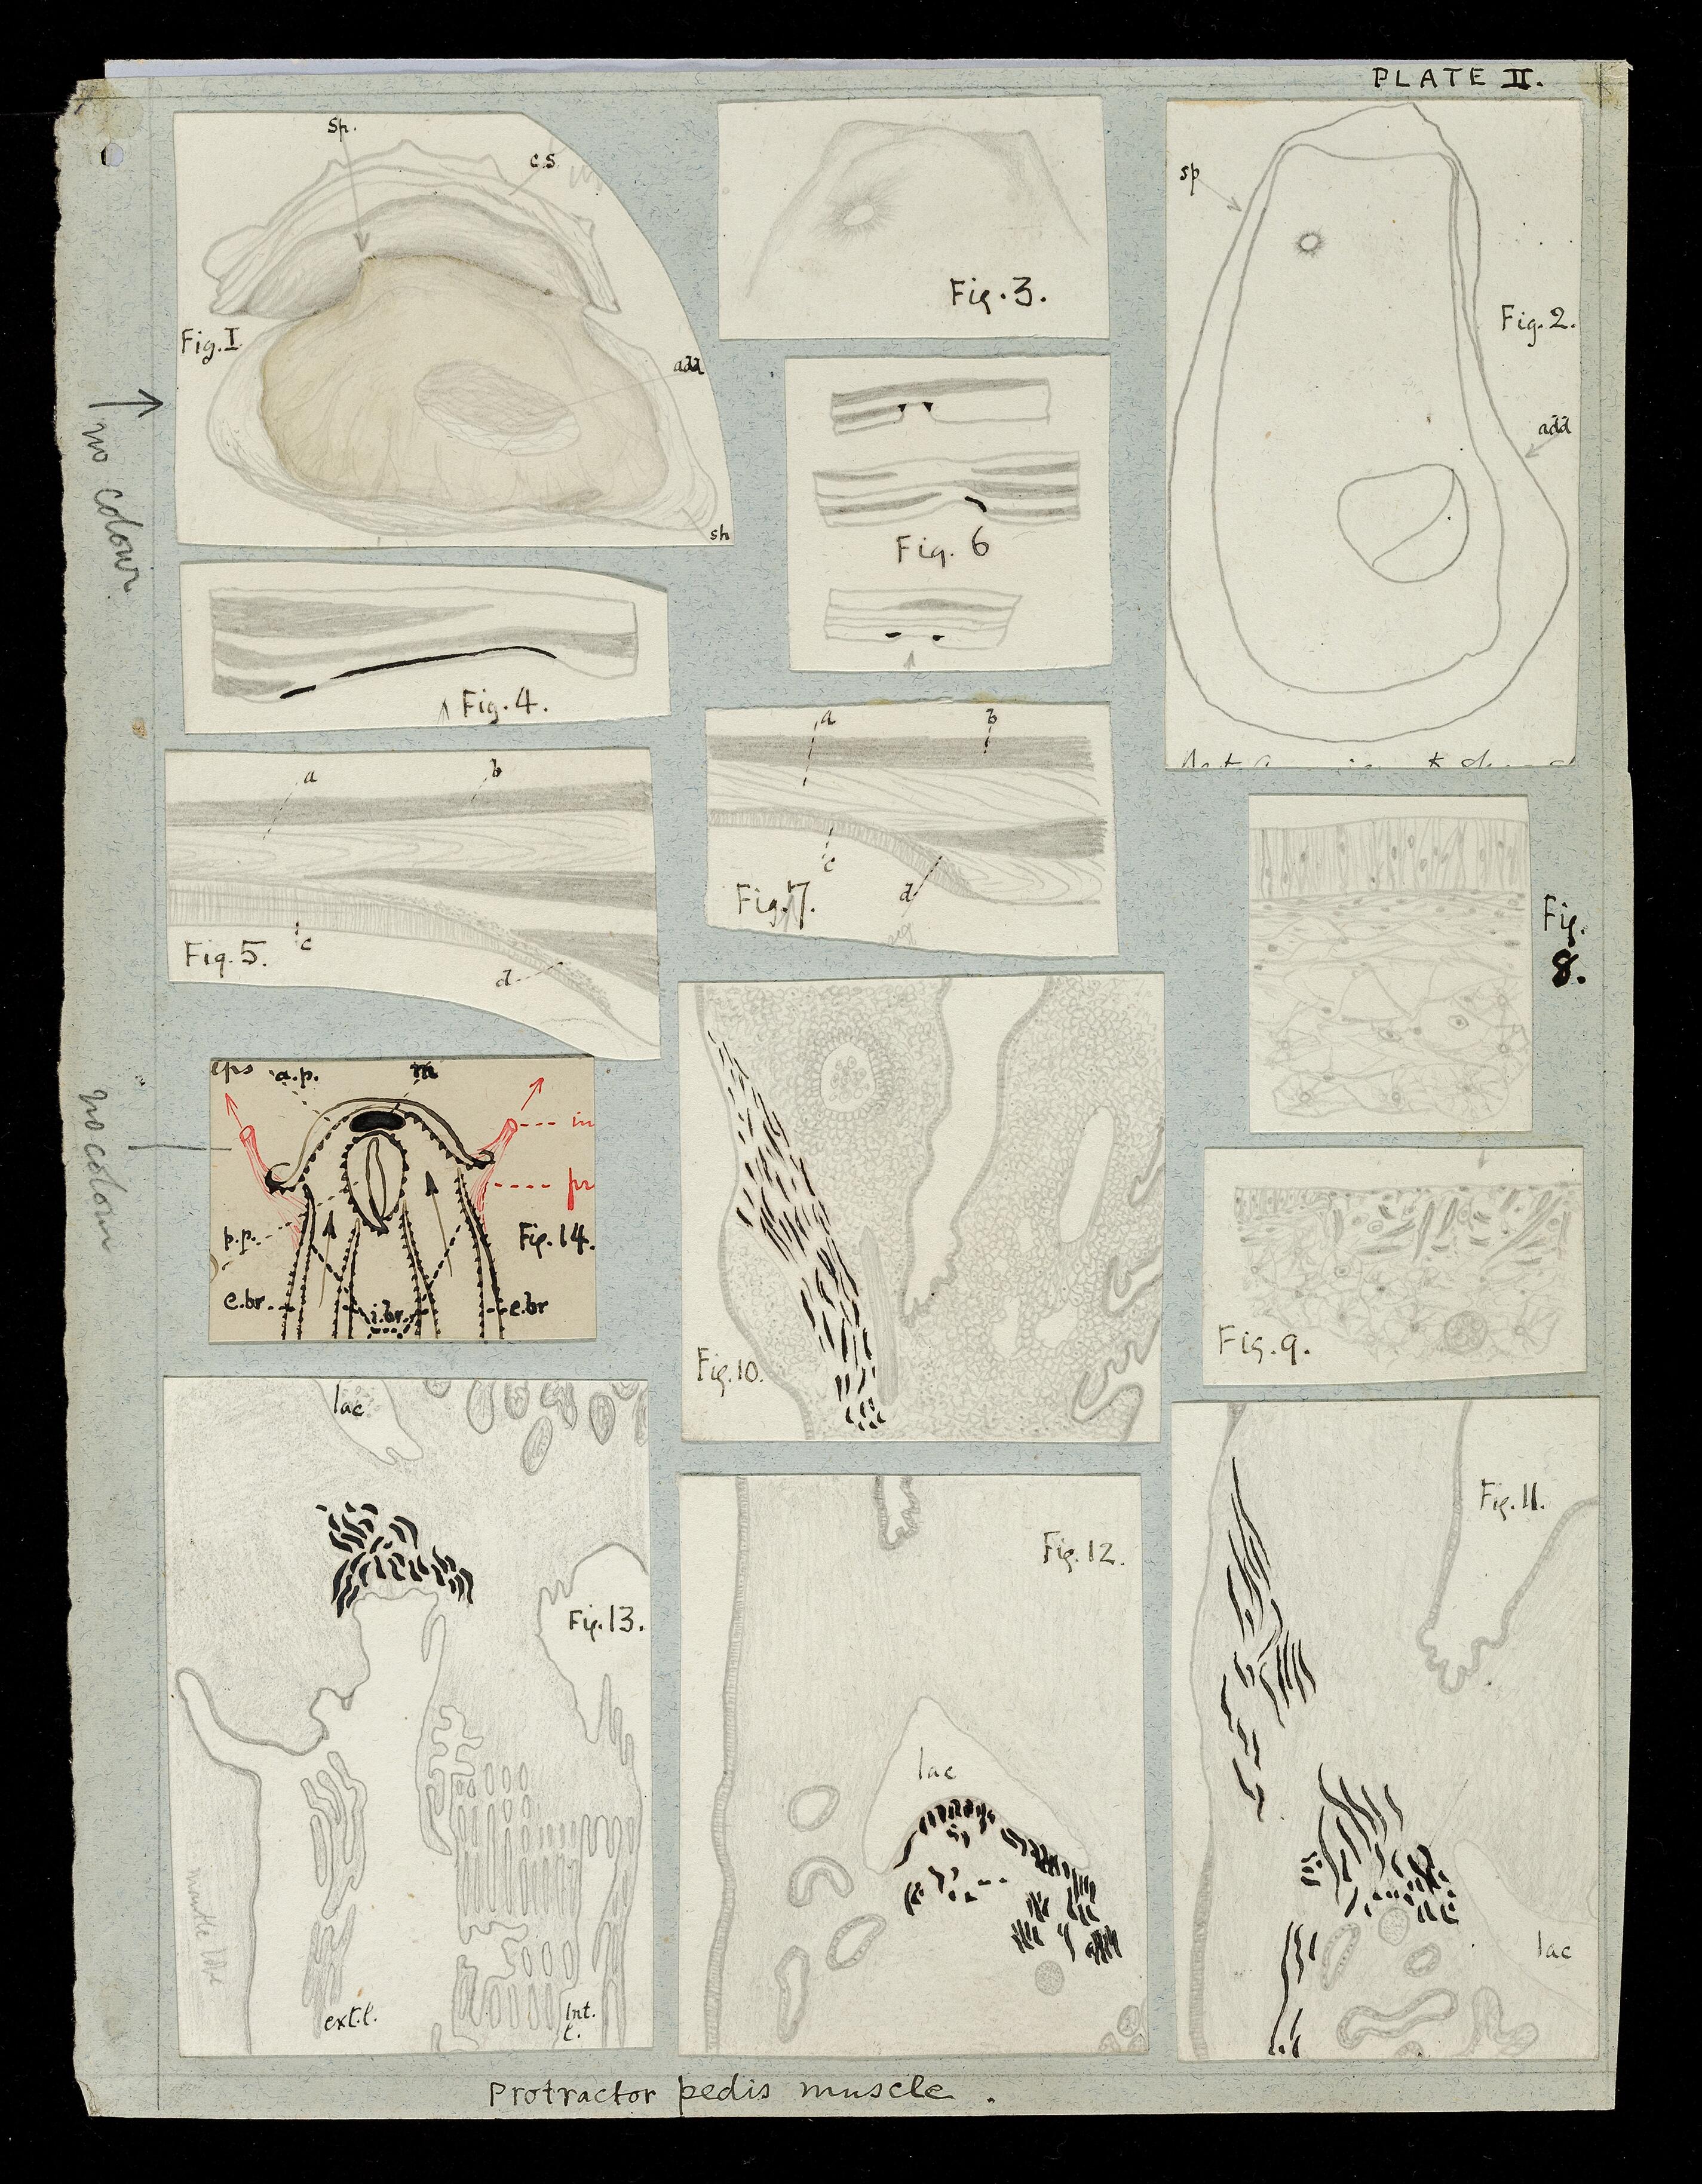 PLATE II.
sp.
c.s
Fig. I
add
sh
Fig. 3.
sp
Fig. 2.
add
no colour
Fig. 6
Fig. 4.
a
b
c
d
Fig. 5.
a
b
c
d
Fig. 7.
Fig.
8.
eps
a.p.
m
in
pr
p.p.
Fig. 14.
e.br.
i.br.
e.br
no colour
Fig. 10.
Fig. 9.
lac
Fig. 13.
mantle lobe
ext.l.
Int.
l.
Fig. 12.
lac
Fig. 11.
lac
Protractor pedis muscle.